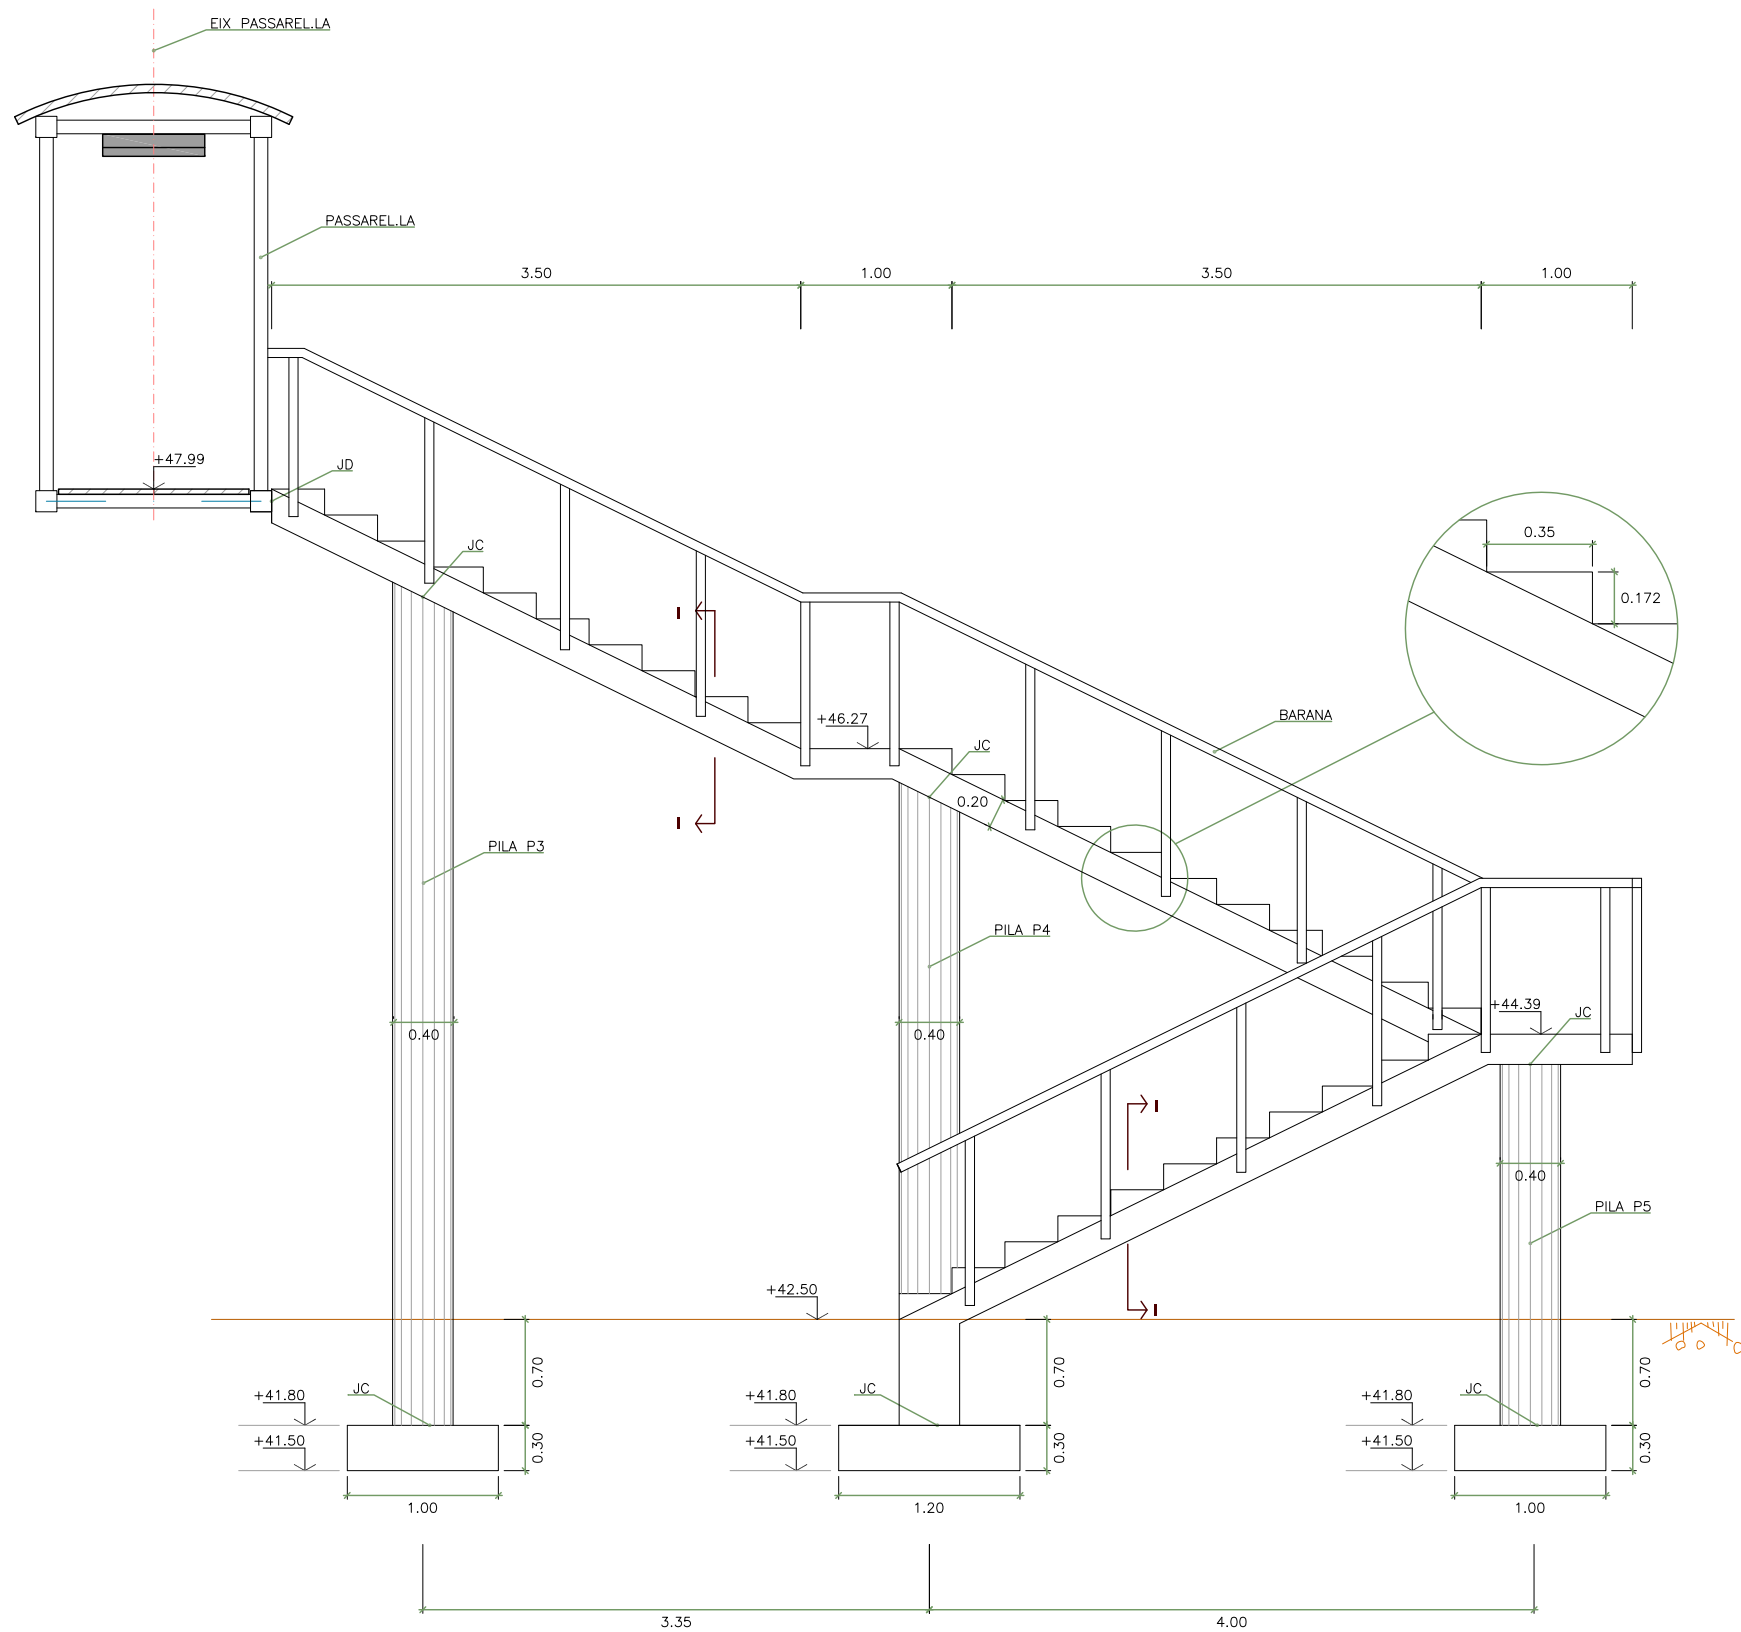 EIX PASSAREL.LA
PASSAREL.LA
3.50
1.00
3.50
1.00
+47.99
JD
JC
0.35
0.172
I
+46.27
JC
BARANA
0.20
I
PILA P3
PILA P4
+44.39
JC
0.40
0.40
I
0.40
PILA P5
+42.50
I
0.70
0.70
0.70
JC
+41.80
JC
+41.80
JC
+41.80
+41.50
0.30
+41.50
0.30
+41.50
0.30
1.00
1.20
1.00
3.35
4.00